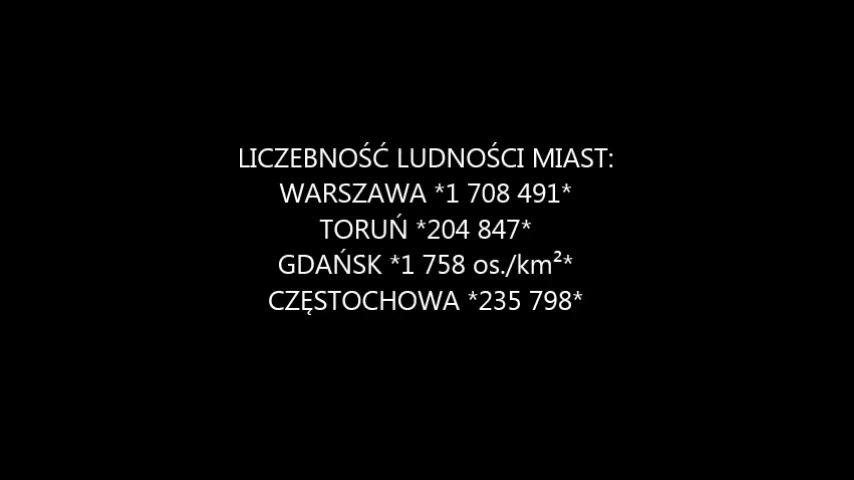 LICZEBNOŚĆ LUDNOŚCI MIAST:
WARSZAWA *1 708 491*
TORUŃ *204 847*
GDAŃSK *1 758 os./km²*
CZĘSTOCHOWA *235 798*